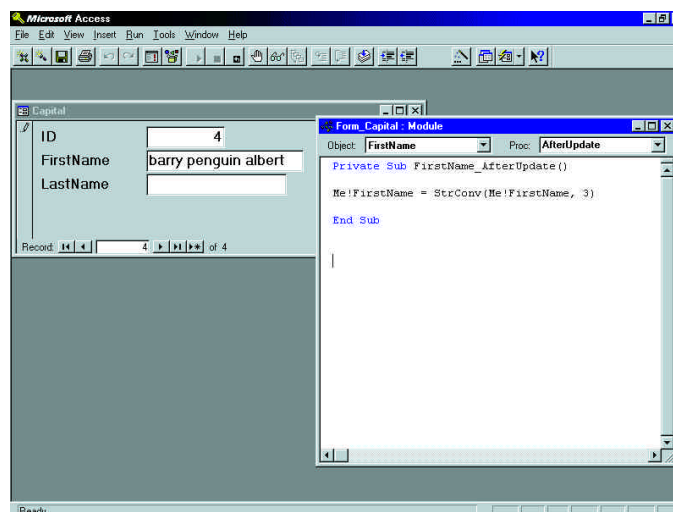 Microsoft Access
File Edit View Insert Run Tools Window Help
Capital
ID 4
FirstName barry penguin albert
LastName
Record: 4 of 4
Form_Capital : Module
Object: FirstName Proc: AfterUpdate
Private Sub FirstName_AfterUpdate()
Me!FirstName = StrConv(Me!FirstName, 3)
End Sub
Ready